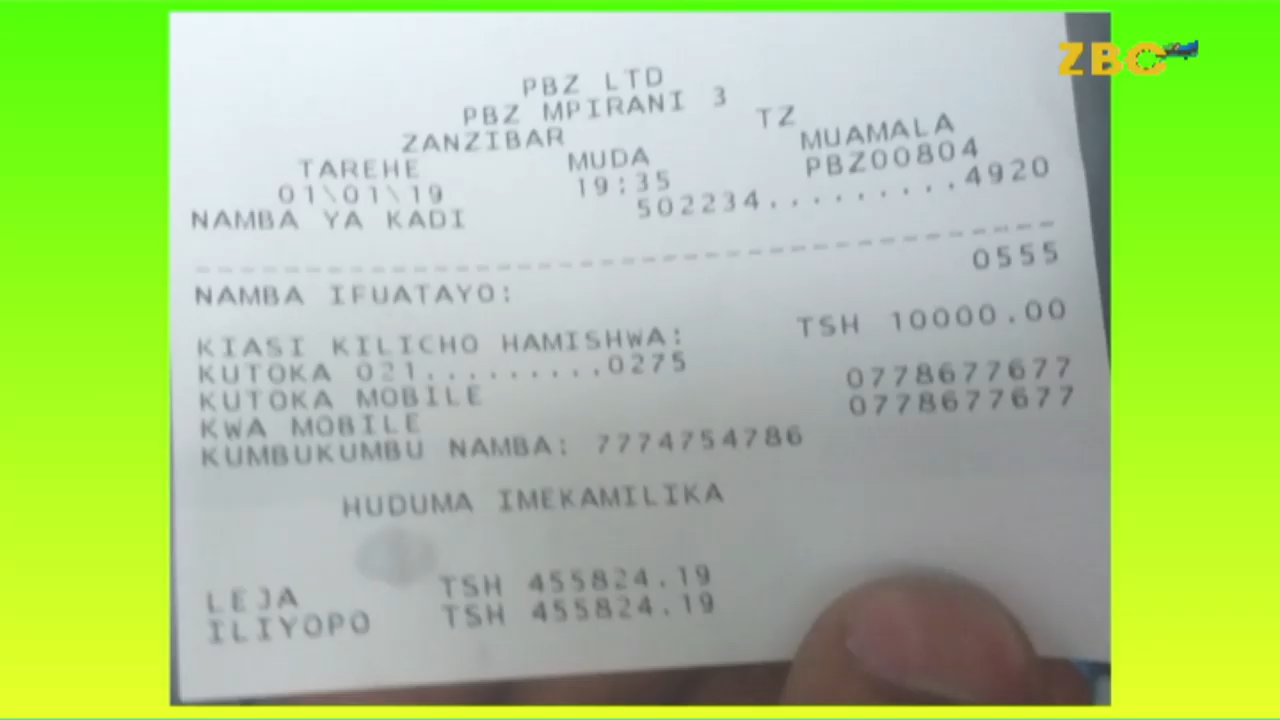 ZBC
PBZ LTD
PBZ MPIRANI 3
ZANZIBAR TZ
TAREHE MUDA MUAMALA
01\01\19 19:35 PBZ00804
NAMBA YA KADI 502234.........4920
NAMBA IFUATAYO: 0555
KIASI KILICHO HAMISHWA: TSH 10000.00
KUTOKA 021.........0275
KUTOKA MOBILE 0778677677
KWA MOBILE 0778677677
KUMBUKUMBU NAMBA: 7774754786
HUDUMA IMEKAMILIKA
LEJA TSH 455824.19
ILIYOPO TSH 455824.19